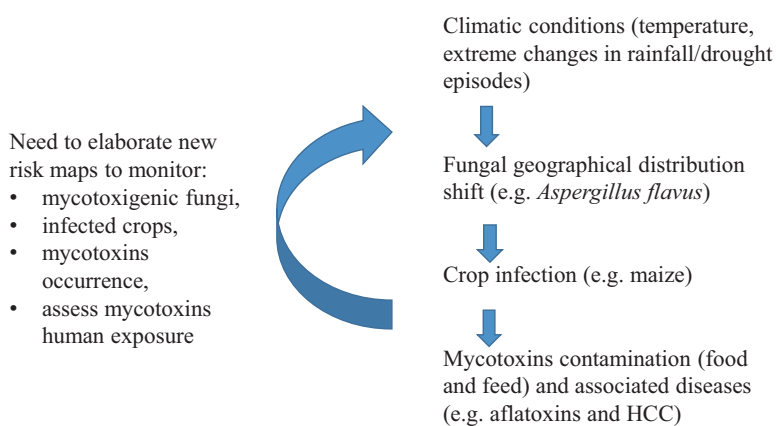 Need to elaborate new
risk maps to monitor:
• mycotoxigenic fungi,
• infected crops,
• mycotoxins
occurrence,
• assess mycotoxins
human exposure
Climatic conditions (temperature,
extreme changes in rainfall/drought
episodes)
Fungal geographical distribution
shift (e.g. Aspergillus flavus)
Crop infection (e.g. maize)
Mycotoxins contamination (food
and feed) and associated diseases
(e.g. aflatoxins and HCC)